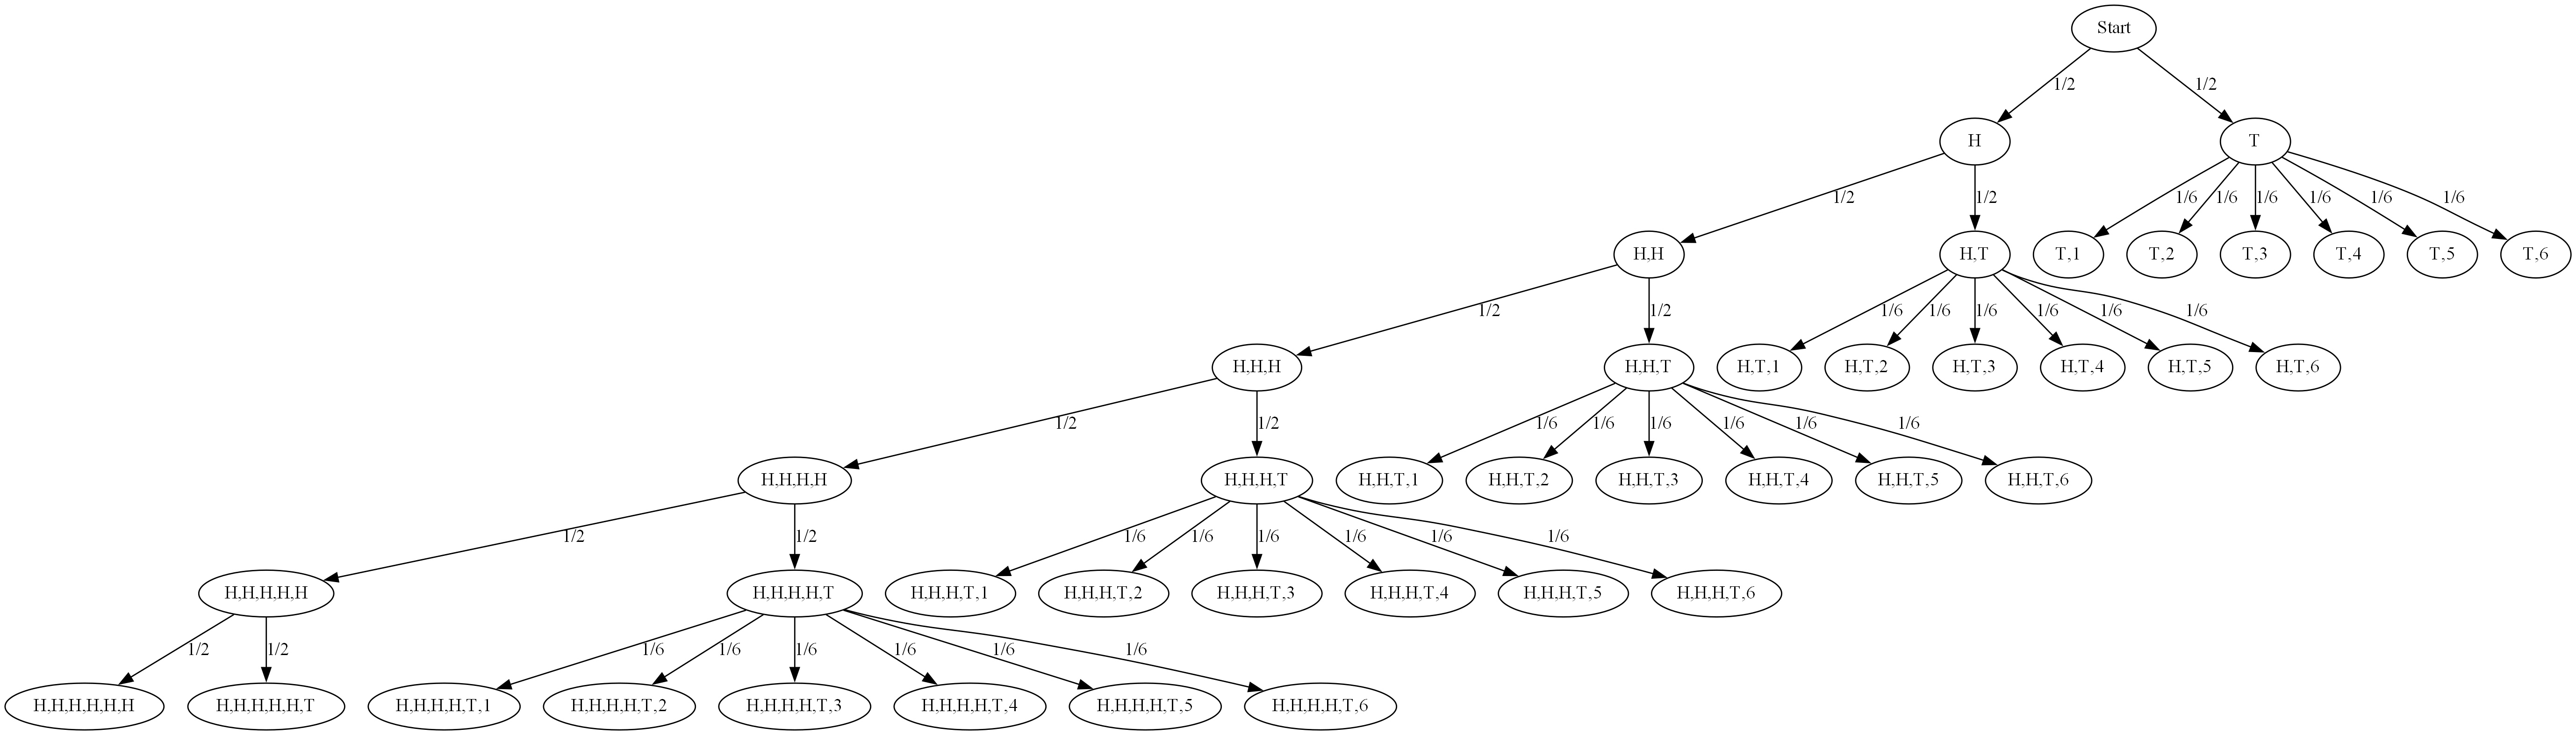 Start
1/2 1/2
H T
1/2 1/2 1/6 1/6 1/6 1/6 1/6 1/6
H,H H,T T,1 T,2 T,3 T,4 T,5 T,6
1/2 1/2 1/6 1/6 1/6 1/6 1/6 1/6
H,H,H H,H,T H,T,1 H,T,2 H,T,3 H,T,4 H,T,5 H,T,6
1/2 1/2 1/6 1/6 1/6 1/6 1/6 1/6
H,H,H,H H,H,H,T H,H,T,1 H,H,T,2 H,H,T,3 H,H,T,4 H,H,T,5 H,H,T,6
1/2 1/2 1/6 1/6 1/6 1/6 1/6 1/6
H,H,H,H,H H,H,H,H,T H,H,H,T,1 H,H,H,T,2 H,H,H,T,3 H,H,H,T,4 H,H,H,T,5 H,H,H,T,6
1/2 1/2 1/6 1/6 1/6 1/6 1/6 1/6
H,H,H,H,H,H H,H,H,H,H,T H,H,H,H,T,1 H,H,H,H,T,2 H,H,H,H,T,3 H,H,H,H,T,4 H,H,H,H,T,5 H,H,H,H,T,6